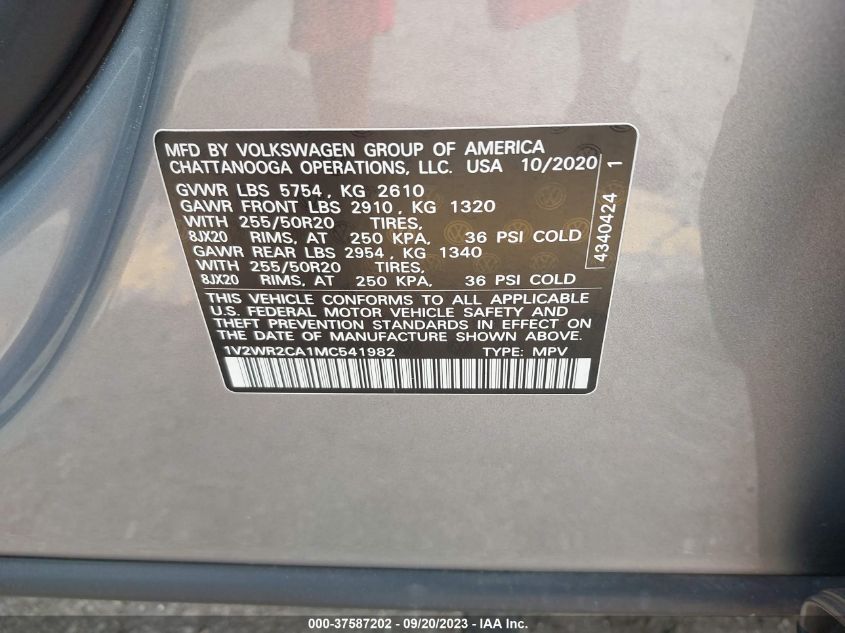 MFD BY VOLKSWAGEN GROUP OF AMERICA
CHATTANOOGA OPERATIONS, LLC. USA 10/2020
GVWR LBS 5754, KG 2610
GAWR FRONT LBS 2910, KG 1320
WITH 255/50R20 TIRES,
8JX20 RIMS, AT 250 KPA, 36 PSI COLD
GAWR REAR LBS 2954, KG 1340
WITH 255/50R20 TIRES,
8JX20 RIMS, AT 250 KPA, 36 PSI COLD
THIS VEHICLE CONFORMS TO ALL APPLICABLE
U.S. FEDERAL MOTOR VEHICLE SAFETY AND
THEFT PREVENTION STANDARDS IN EFFECT ON
THE DATE OF MANUFACTURE SHOWN ABOVE.
1V2WR2CA1MC541982 TYPE: MPV
4340424 1
000-37587202 - 09/20/2023 - IAA Inc.